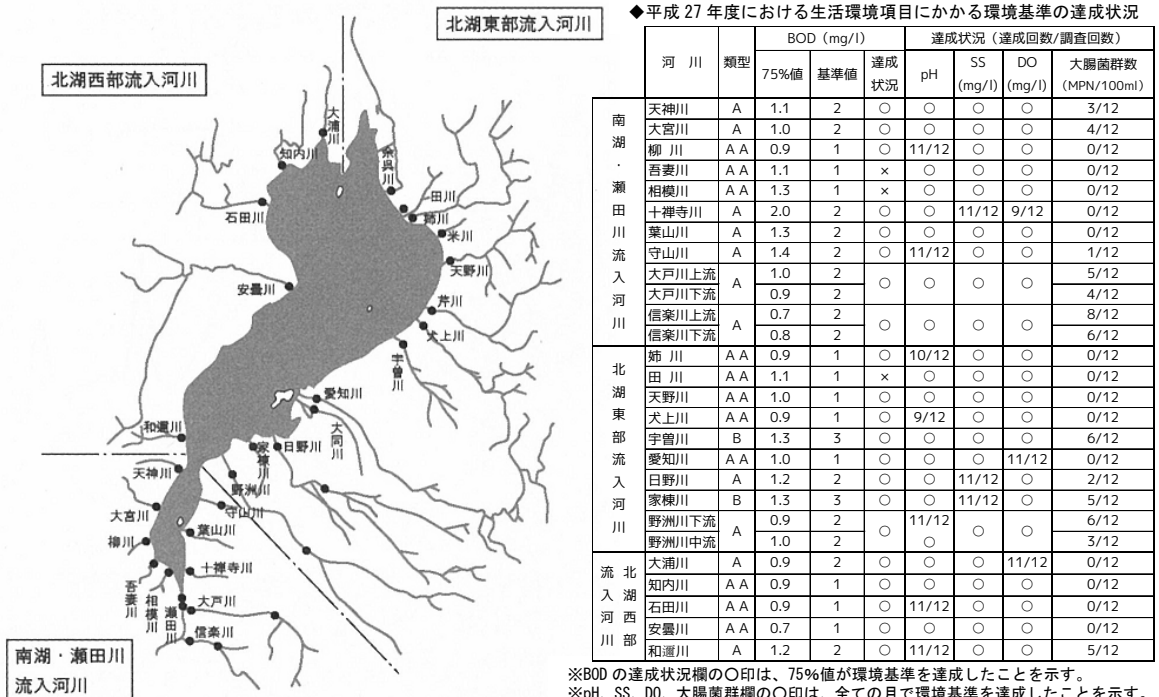 北湖東部流入河川
北湖西部流入河川
大浦川
知内川
余呉川
田川
姉川
石田川
米川
天野川
安曇川
芹川
犬上川
宇曽川
愛知川
大同川
和邇川
家棟川
日野川
天神川
野洲川
守山川
大宮川
葉山川
柳川
十禅寺川
吾妻川
相模川
瀬田川
大戸川
信楽川
南湖・瀬田川
流入河川
◆平成27年度における生活環境項目にかかる環境基準の達成状況
河 川 類型 BOD (mg/l) 達成状況（達成回数/調査回数）
75%値 基準値 達成状況 pH SS (mg/l) DO (mg/l) 大腸菌群数 (MPN/100ml)
南湖・瀬田川流入河川
天神川 A 1.1 2 ○ ○ ○ ○ 3/12
大宮川 A 1.0 2 ○ ○ ○ ○ 4/12
柳 川 AA 0.9 1 ○ 11/12 ○ ○ 0/12
吾妻川 AA 1.1 1 × ○ ○ ○ 0/12
相模川 AA 1.3 1 × ○ ○ ○ 0/12
十禅寺川 A 2.0 2 ○ ○ 11/12 9/12 0/12
葉山川 A 1.3 2 ○ ○ ○ ○ 0/12
守山川 A 1.4 2 ○ 11/12 ○ ○ 1/12
大戸川上流 A 1.0 2 ○ ○ ○ ○ 5/12
大戸川下流 0.9 2 4/12
信楽川上流 A 0.7 2 ○ ○ ○ ○ 8/12
信楽川下流 0.8 2 6/12
北湖東部流入河川
姉 川 AA 0.9 1 ○ 10/12 ○ ○ 0/12
田 川 AA 1.1 1 × ○ ○ ○ 0/12
天野川 AA 1.0 1 ○ ○ ○ ○ 0/12
犬上川 AA 0.9 1 ○ 9/12 ○ ○ 0/12
宇曽川 B 1.3 3 ○ ○ ○ ○ 6/12
愛知川 AA 1.0 1 ○ ○ ○ 11/12 0/12
日野川 A 1.2 2 ○ ○ 11/12 ○ 2/12
家棟川 B 1.3 3 ○ ○ 11/12 ○ 5/12
野洲川下流 A 0.9 2 ○ 11/12 ○ ○ 6/12
野洲川中流 1.0 2 ○ 3/12
北湖西部流入河川
大浦川 A 0.9 2 ○ ○ ○ 11/12 0/12
知内川 AA 0.9 1 ○ ○ ○ ○ 0/12
石田川 AA 0.9 1 ○ 11/12 ○ ○ 0/12
安曇川 AA 0.7 1 ○ ○ ○ ○ 0/12
和邇川 A 1.2 2 ○ 11/12 ○ ○ 5/12
※BODの達成状況欄の○印は、75%値が環境基準を達成したことを示す。
※pH、SS、DO、大腸菌群欄の○印は、全ての月で環境基準を達成したことを示す。